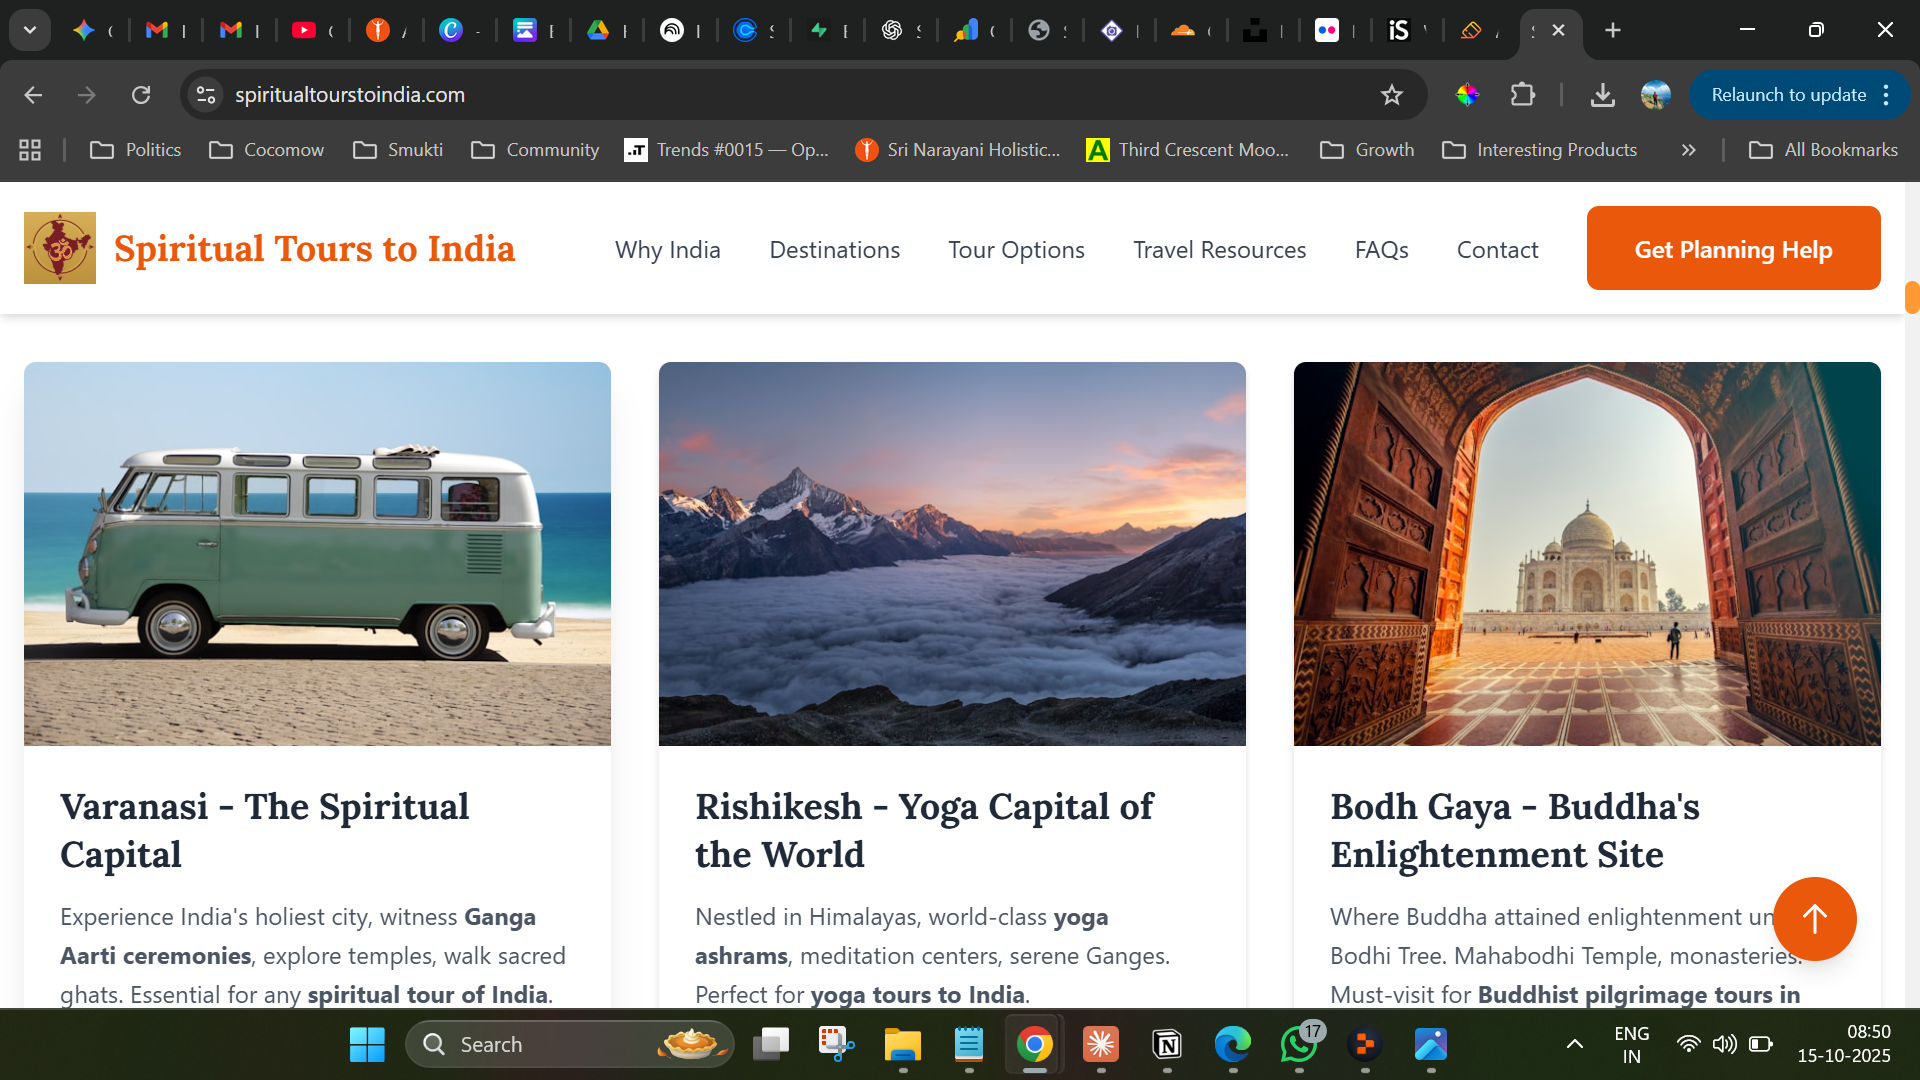 spiritualtourstoindia.com
Relaunch to update
Politics
Cocomow
Smukti
Community
.T Trends #0015 — Op...
Sri Narayani Holistic...
A Third Crescent Moo...
Growth
Interesting Products
All Bookmarks
ॐ
Spiritual Tours to India
Why India
Destinations
Tour Options
Travel Resources
FAQs
Contact
Get Planning Help
Varanasi - The Spiritual
Capital
Experience India's holiest city, witness Ganga
Aarti ceremonies, explore temples, walk sacred
ghats. Essential for any spiritual tour of India.
Rishikesh - Yoga Capital of
the World
Nestled in Himalayas, world-class yoga
ashrams, meditation centers, serene Ganges.
Perfect for yoga tours to India.
Bodh Gaya - Buddha's
Enlightenment Site
Where Buddha attained enlightenment
Bodhi Tree. Mahabodhi Temple, monasteries.
Must-visit for Buddhist pilgrimage tours in
Search
17
ENG
IN
08:50
15-10-2025